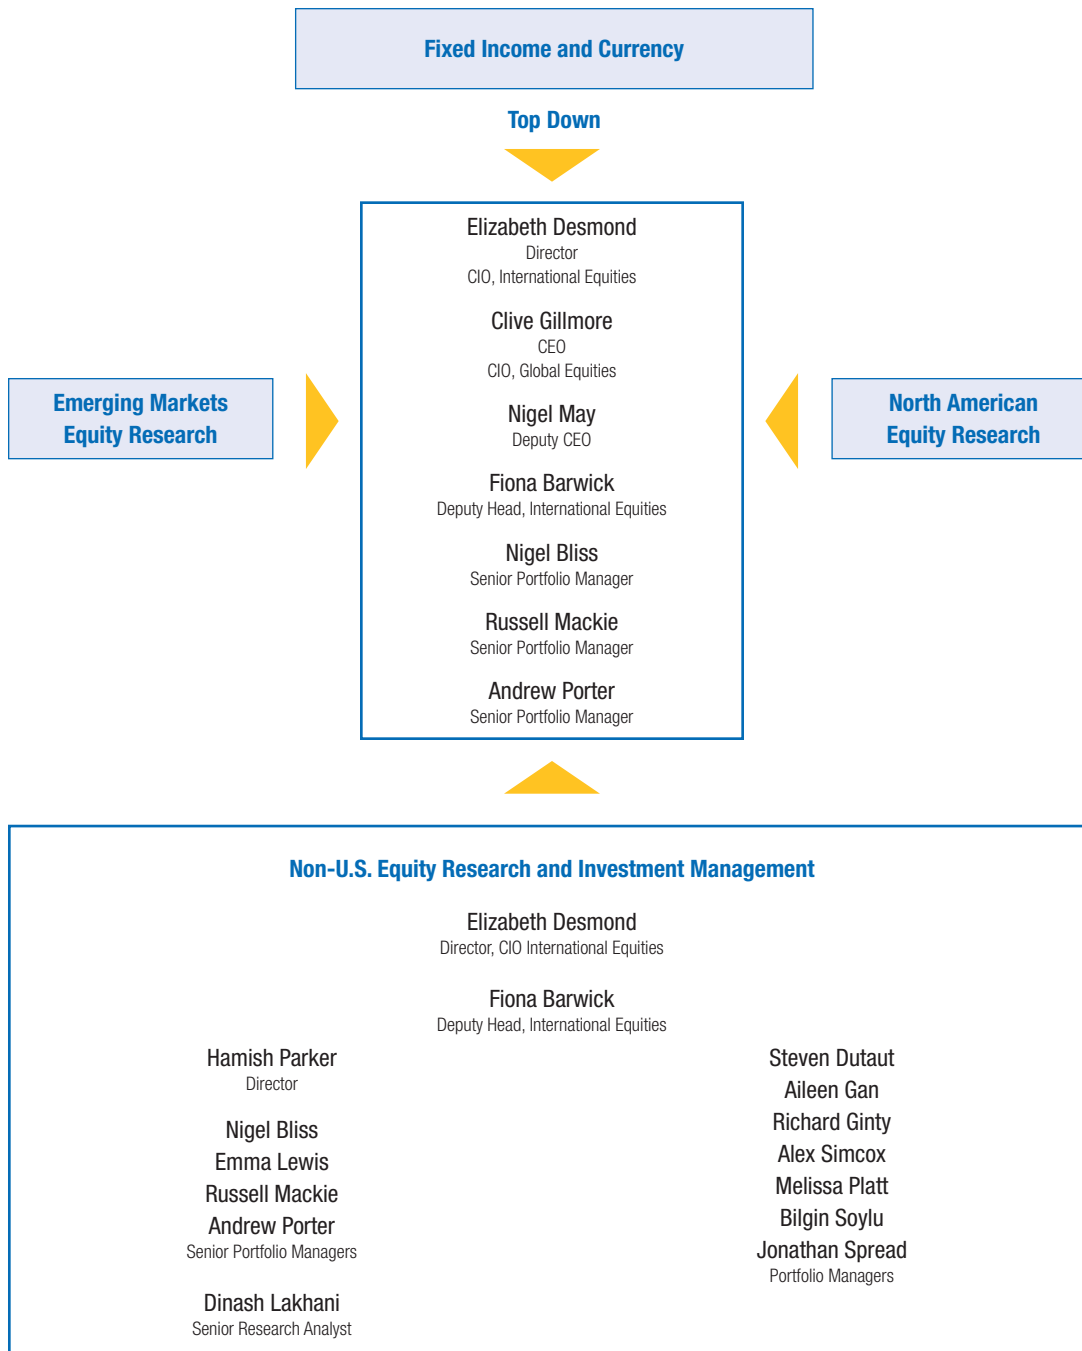 Fixed Income and Currency
Top Down
Elizabeth Desmond
Director
CIO, International Equities
Clive Gillmore
CEO
CIO, Global Equities
Nigel May
Deputy CEO
Fiona Barwick
Deputy Head, International Equities
Nigel Bliss
Senior Portfolio Manager
Russell Mackie
Senior Portfolio Manager
Andrew Porter
Senior Portfolio Manager
Emerging Markets
Equity Research
North American
Equity Research
Non-U.S. Equity Research and Investment Management
Elizabeth Desmond
Director, CIO International Equities
Fiona Barwick
Deputy Head, International Equities
Hamish Parker
Director
Nigel Bliss
Emma Lewis
Russell Mackie
Andrew Porter
Senior Portfolio Managers
Dinash Lakhani
Senior Research Analyst
Steven Dutaut
Aileen Gan
Richard Ginty
Alex Simcox
Melissa Platt
Bilgin Soylu
Jonathan Spread
Portfolio Managers